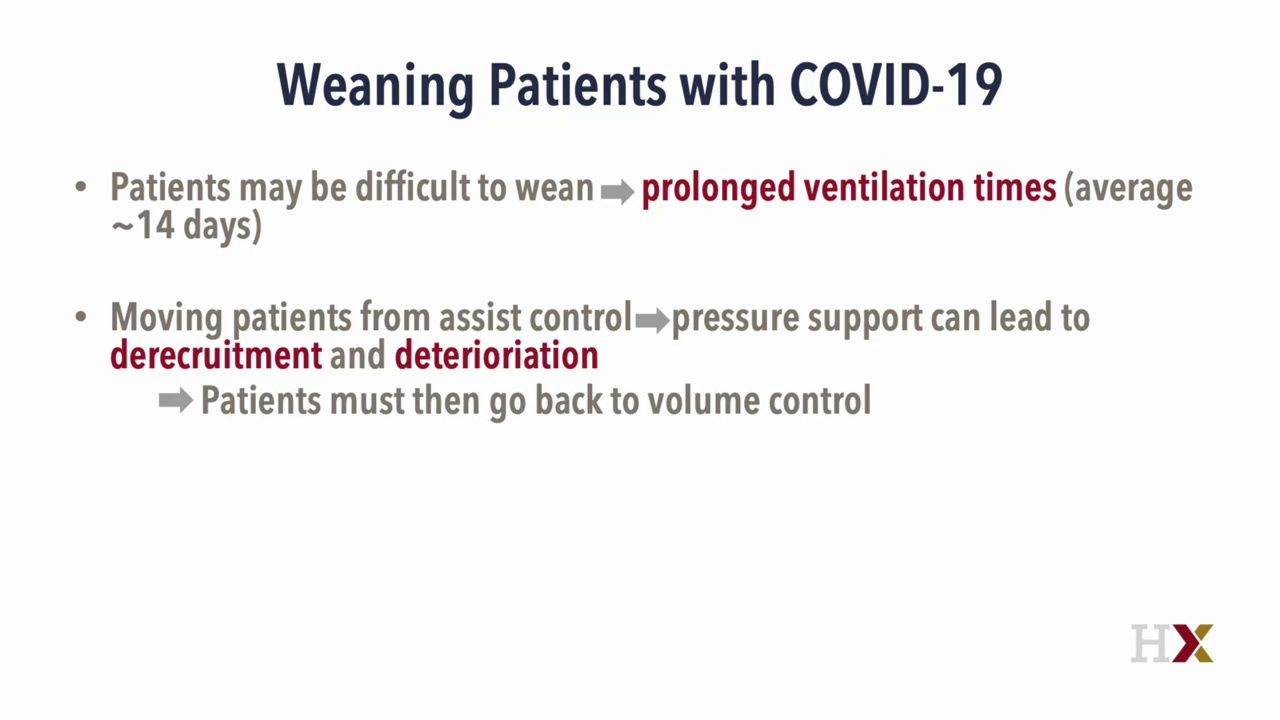 Weaning Patients with COVID-19
• Patients may be difficult to wean ➡ prolonged ventilation times (average
~14 days)
• Moving patients from assist control ➡ pressure support can lead to
derecruitment and deterioriation
➡ Patients must then go back to volume control
HX